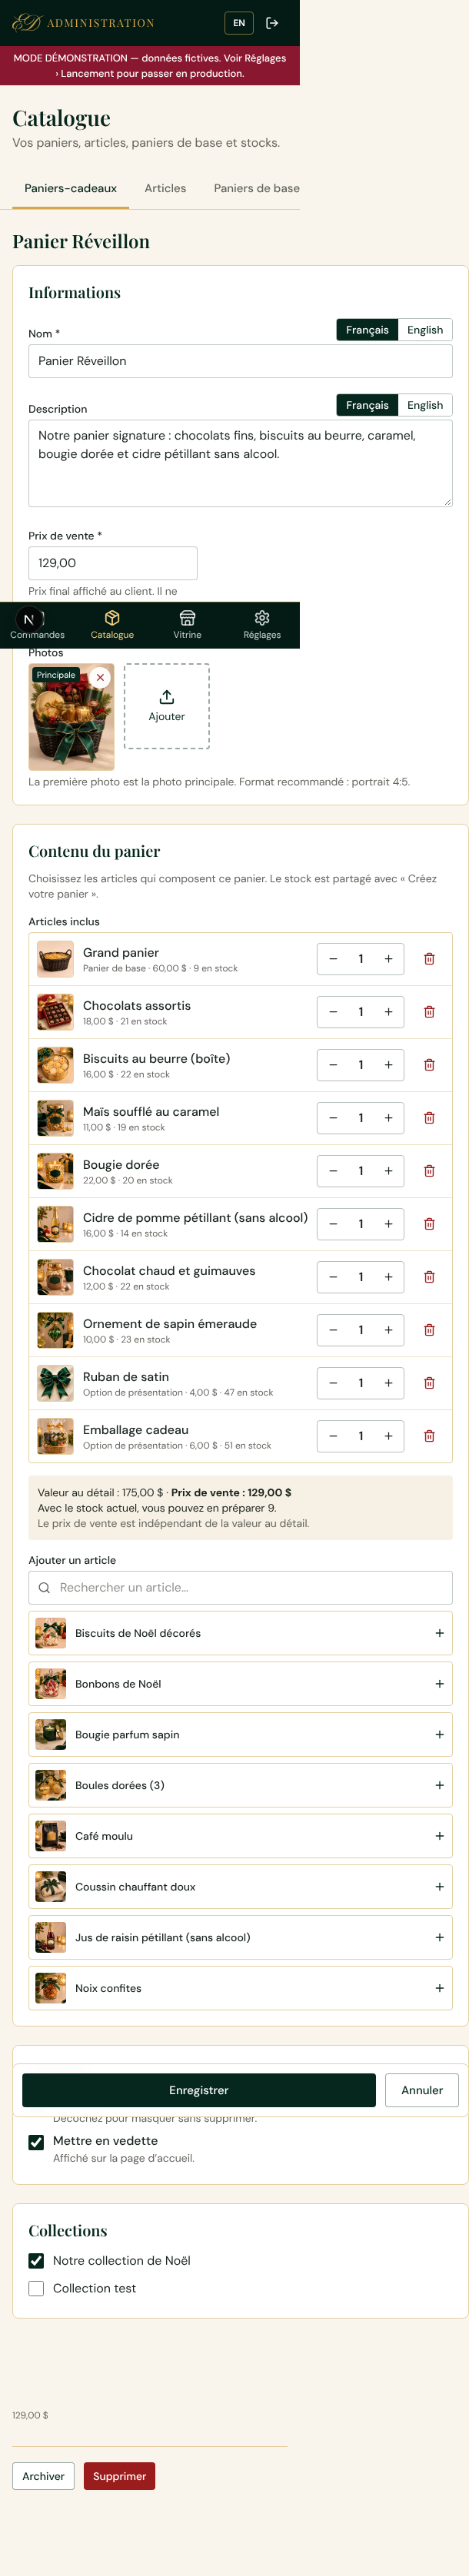 ED ADMINISTRATION
EN
MODE DÉMONSTRATION — données fictives. Voir Réglages
› Lancement pour passer en production.
Catalogue
Vos paniers, articles, paniers de base et stocks.
Paniers-cadeaux
Articles
Paniers de base
Panier Réveillon
Informations
Nom *
Français
English
Panier Réveillon
Description
Français
English
Notre panier signature : chocolats fins, biscuits au beurre, caramel,
bougie dorée et cidre pétillant sans alcool.
Prix de vente *
129,00
Prix final affiché au client. Il ne
N
Commandes
Catalogue
Vitrine
Réglages
Photos
Principale
Ajouter
La première photo est la photo principale. Format recommandé : portrait 4:5.
Contenu du panier
Choisissez les articles qui composent ce panier. Le stock est partagé avec « Créez
votre panier ».
Articles inclus
Grand panier
Panier de base · 60,00 $ · 9 en stock
− 1 +
Chocolats assortis
18,00 $ · 21 en stock
− 1 +
Biscuits au beurre (boîte)
16,00 $ · 22 en stock
− 1 +
Maïs soufflé au caramel
11,00 $ · 19 en stock
− 1 +
Bougie dorée
22,00 $ · 20 en stock
− 1 +
Cidre de pomme pétillant (sans alcool)
16,00 $ · 14 en stock
− 1 +
Chocolat chaud et guimauves
12,00 $ · 22 en stock
− 1 +
Ornement de sapin émeraude
10,00 $ · 23 en stock
− 1 +
Ruban de satin
Option de présentation · 4,00 $ · 47 en stock
− 1 +
Emballage cadeau
Option de présentation · 6,00 $ · 51 en stock
− 1 +
Valeur au détail : 175,00 $ · Prix de vente : 129,00 $
Avec le stock actuel, vous pouvez en préparer 9.
Le prix de vente est indépendant de la valeur au détail.
Ajouter un article
Rechercher un article...
Biscuits de Noël décorés +
Bonbons de Noël +
Bougie parfum sapin +
Boules dorées (3) +
Café moulu +
Coussin chauffant doux +
Jus de raisin pétillant (sans alcool) +
Noix confites +
Enregistrer
Annuler
Décochez pour masquer sans supprimer.
Mettre en vedette
Affiché sur la page d’accueil.
Collections
Notre collection de Noël
Collection test
129,00 $
Archiver
Supprimer